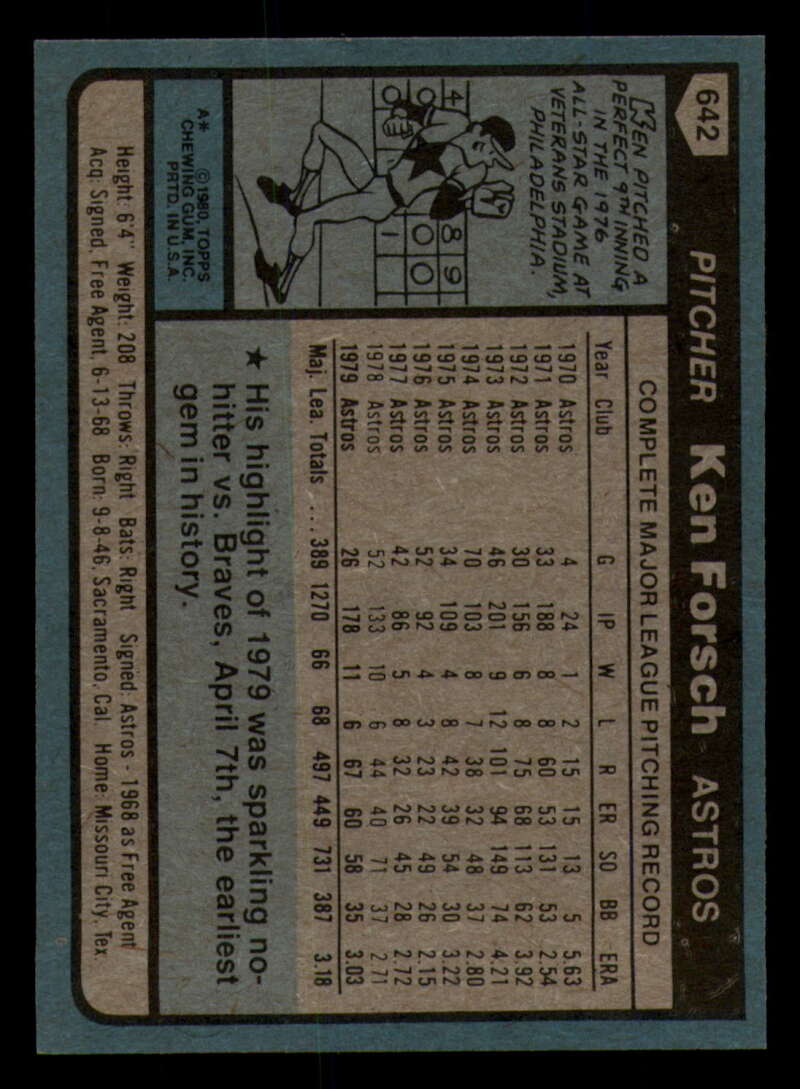 642
PITCHER Ken Forsch ASTROS
KEN PITCHED A
PERFECT 9TH INNING
IN THE 1976
ALL-STAR GAME AT
VETERANS STADIUM,
PHILADELPHIA.
4 8 9
0 0 0
0
1
A* ©1980, TOPPS
CHEWING GUM, INC.
PRTD. IN U.S.A.
COMPLETE MAJOR LEAGUE PITCHING RECORD
Year Club G IP W L R ER SO BB ERA
1970 Astros 4 24 1 2 15 15 13 5 5.63
1971 Astros 33 188 8 8 60 53 131 53 2.54
1972 Astros 30 156 6 8 75 68 113 62 3.92
1973 Astros 46 201 9 12 101 94 149 74 4.21
1974 Astros 70 103 8 7 38 32 48 37 2.80
1975 Astros 34 109 4 8 42 39 54 30 3.22
1976 Astros 52 92 4 3 23 22 49 26 2.15
1977 Astros 42 86 5 8 32 26 45 28 2.72
1978 Astros 52 133 10 6 44 40 71 37 2.71
1979 Astros 26 178 11 6 67 60 58 35 3.03
Maj. Lea. Totals ... 389 1270 66 68 497 449 731 387 3.18
★ His highlight of 1979 was sparkling no-
hitter vs. Braves, April 7th, the earliest
gem in history.
Height: 6'4" Weight: 208 Throws: Right Bats: Right Signed: Astros - 1968 as Free Agent
Acq: Signed, Free Agent, 6-13-68 Born: 9-8-46, Sacramento, Cal. Home: Missouri City, Tex.